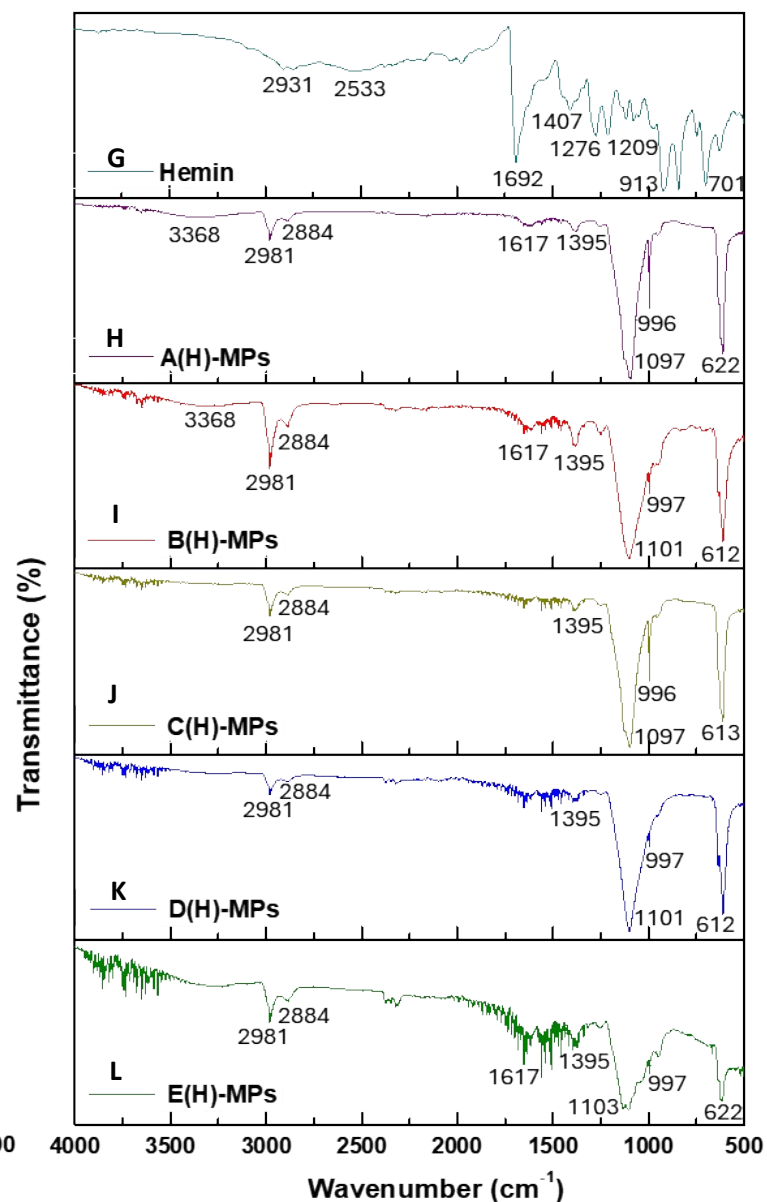 2931
2533
1407
1276
1209
G
Hemin
1692
913
701
3368
2884
2981
1617
1395
H
996
A(H)-MPs
1097
622
3368
2884
1617
1395
2981
I
997
B(H)-MPs
1101
612
2884
2981
1395
J
996
C(H)-MPs
1097
613
2884
2981
1395
K
997
D(H)-MPs
1101
612
2884
2981
1617
1395
L
997
E(H)-MPs
1103
622
Transmittance (%)
00
4000 3500 3000 2500 2000 1500 1000 500
Wavenumber (cm⁻¹)